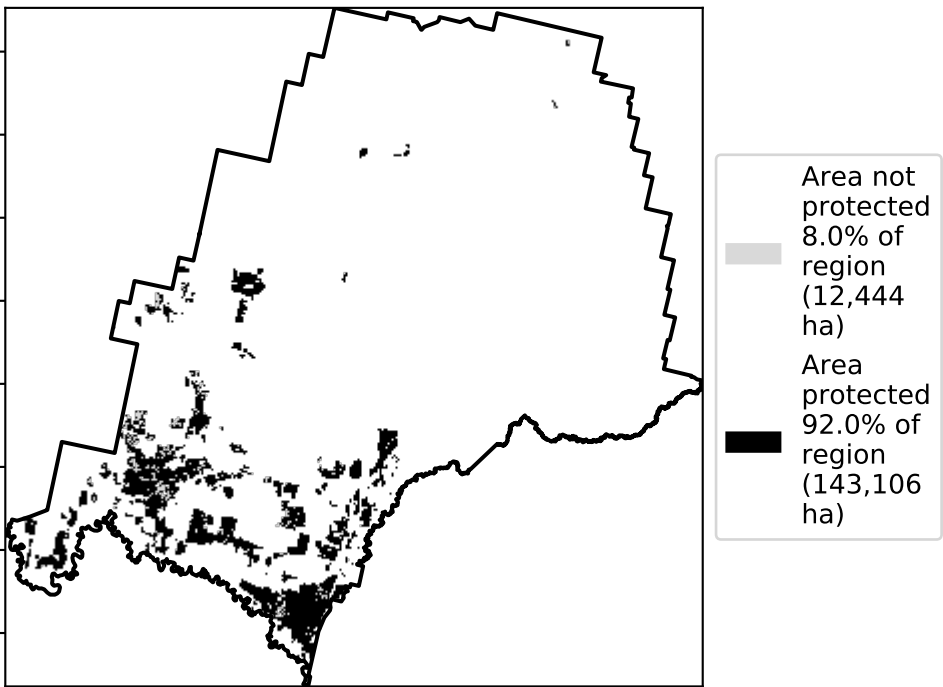 Area not
protected
8.0% of
region
(12,444
ha)
Area
protected
92.0% of
region
(143,106
ha)